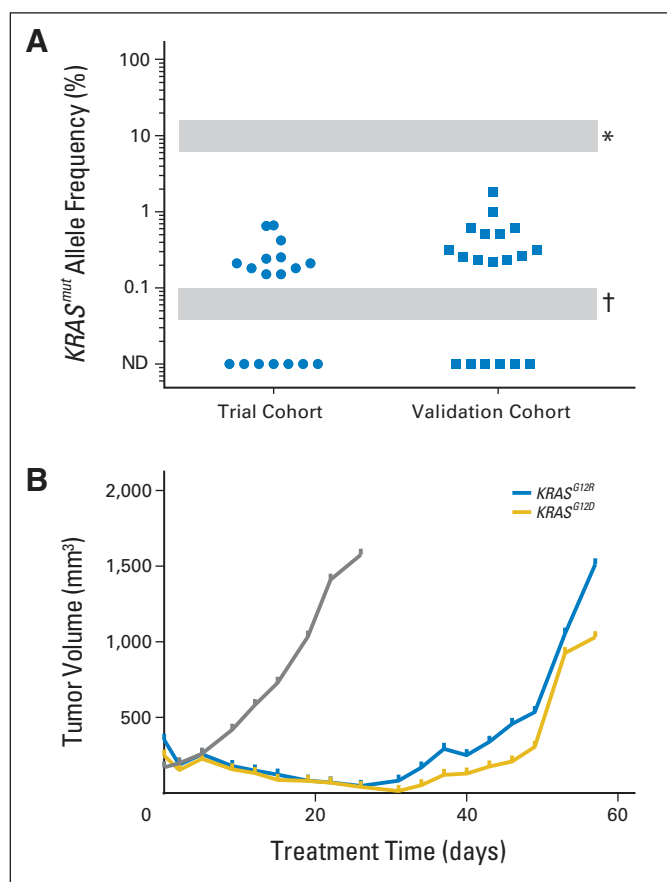 A
KRASmut Allele Frequency (%)
100
10
1
0.1
ND
*
†
Trial Cohort
Validation Cohort
B
Tumor Volume (mm³)
2,000
1,500
1,000
500
KRASG12R
KRASG12D
0
20
40
60
Treatment Time (days)